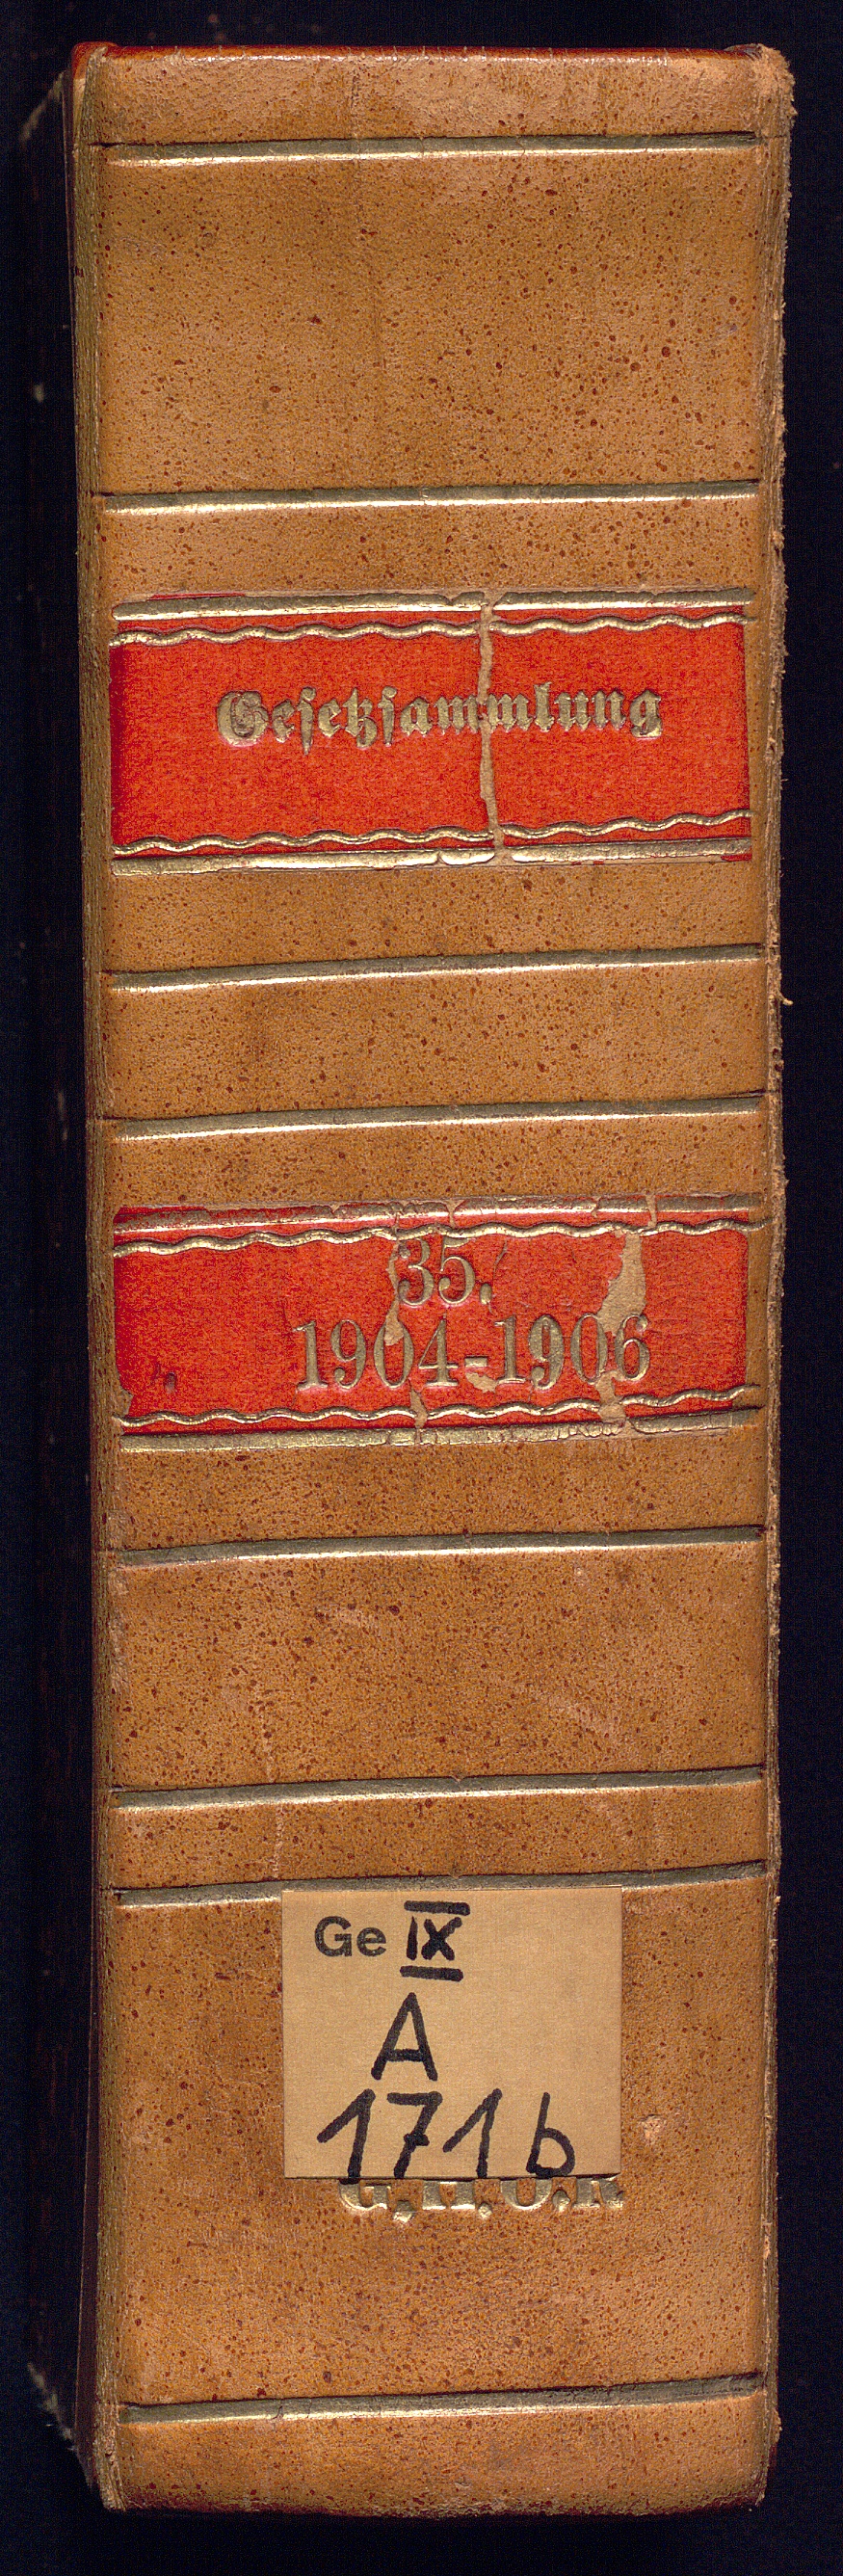 Gesetzsammlung
35.
1904-1906
Ge IX
A
171b